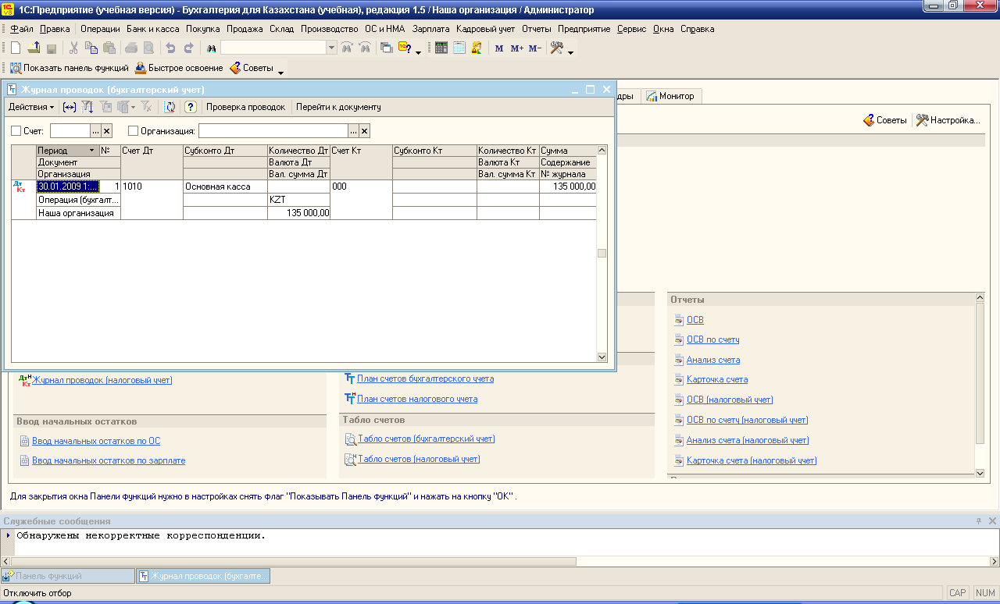 1С:Предприятие (учебная версия) - Бухгалтерия для Казахстана (учебная), редакция 1.5 / Наша организация / Администратор
Файл Правка Операции Банк и касса Покупка Продажа Склад Производство ОС и НМА Зарплата Кадровый учет Отчеты Предприятие Сервис Окна Справка
M M+ M-
Показать панель функций Быстрое освоение Советы
Журнал проводок (бухгалтерский учет)
Действия Проверка проводок Перейти к документу
дры Монитор
Советы Настройка...
Счет: ... Организация: ...
Период № Счет Дт Субконто Дт Количество Дт Счет Кт Субконто Кт Количество Кт Сумма
Документ Валюта Дт Валюта Кт Содержание
Организация Вал. сумма Дт Вал. сумма Кт № журнала
30.01.2009 1:... 1 1010 Основная касса 000 135 000,00
Операция (бухгалт... KZT
Наша организация 135 000,00
Отчеты
ОСВ
ОСВ по счету
Анализ счета
Карточка счета
ОСВ (налоговый учет)
ОСВ по счету (налоговый учет)
Анализ счета (налоговый учет)
Карточка счета (налоговый учет)
Журнал проводок (налоговый учет)
План счетов бухгалтерского учета
План счетов налогового учета
Ввод начальных остатков
Ввод начальных остатков по ОС
Ввод начальных остатков по зарплате
Табло счетов
Табло счетов (бухгалтерский учет)
Табло счетов (налоговый учет)
Для закрытия окна Панели функций нужно в настройках снять флаг "Показывать Панель функций" и нажать на кнопку "ОК" .
Служебные сообщения
Обнаружены некорректные корреспонденции.
Панель функций Журнал проводок (бухгалте...
Отключить отбор CAP NUM